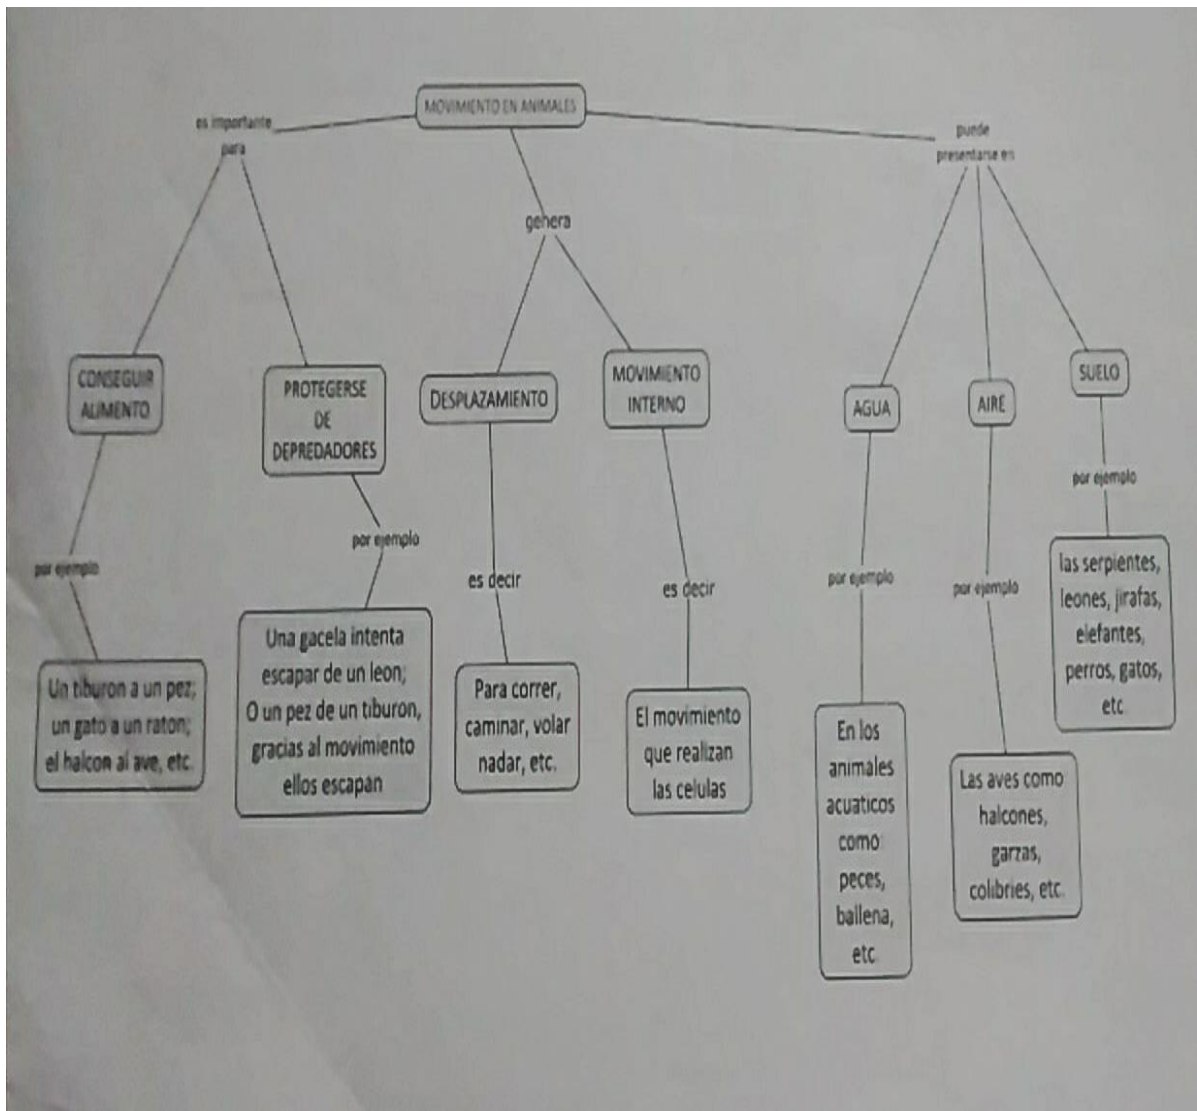 MOVIMIENTO EN ANIMALES
es importante
para
CONSEGUIR
ALIMENTO
por ejemplo
Un tiburon a un pez;
un gato a un raton;
el halcon al ave, etc.
PROTEGERSE
DE
DEPREDADORES
por ejemplo
Una gacela intenta
escapar de un leon;
O un pez de un tiburon,
gracias al movimiento
ellos escapan
genera
DESPLAZAMIENTO
es decir
Para correr,
caminar, volar
nadar, etc.
MOVIMIENTO
INTERNO
es decir
El movimiento
que realizan
las celulas
puede
presentarse en
AGUA
por ejemplo
En los
animales
acuaticos
como
peces,
ballena,
etc
AIRE
por ejemplo
Las aves como
halcones,
garzas,
colibries, etc.
SUELO
por ejemplo
las serpientes,
leones, jirafas,
elefantes,
perros, gatos,
etc